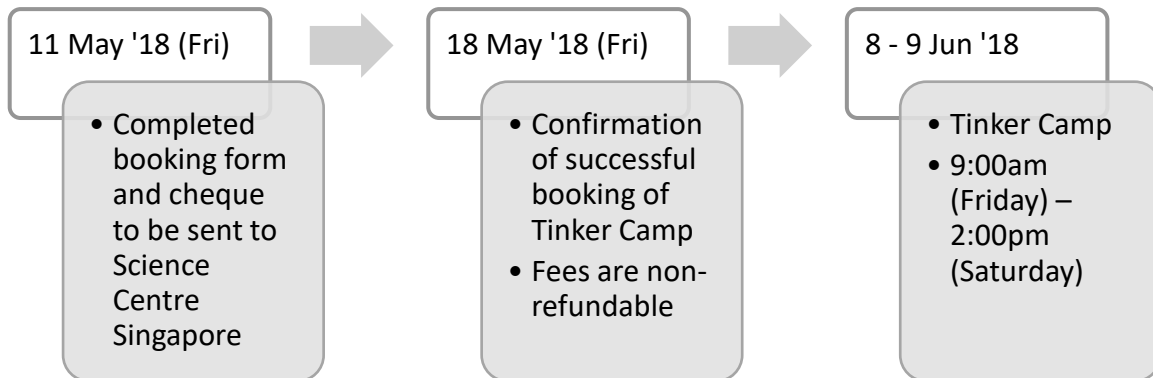 11 May '18 (Fri)
• Completed
booking form
and cheque
to be sent to
Science
Centre
Singapore
18 May '18 (Fri)
• Confirmation
of successful
booking of
Tinker Camp
• Fees are non-
refundable
8 - 9 Jun '18
• Tinker Camp
• 9:00am
(Friday) –
2:00pm
(Saturday)